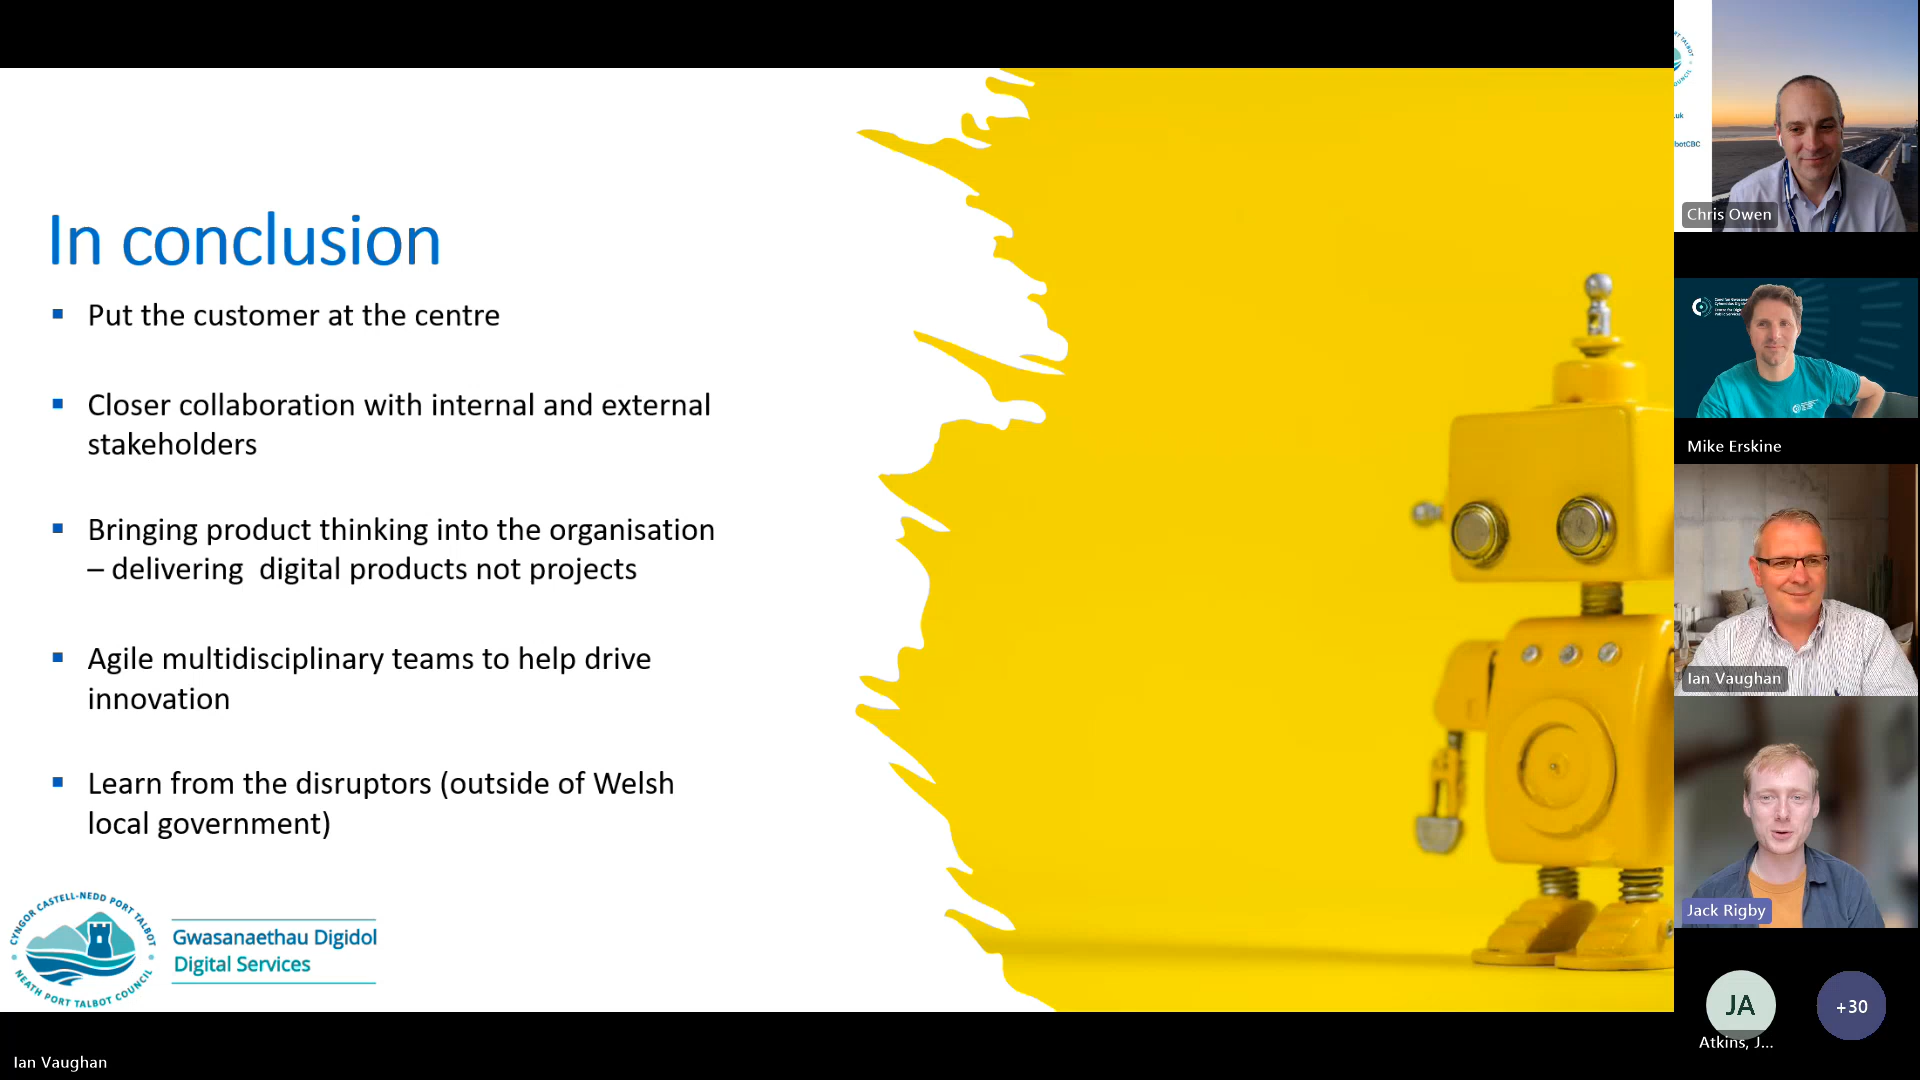 In conclusion
▪ Put the customer at the centre
▪ Closer collaboration with internal and external
stakeholders
▪ Bringing product thinking into the organisation
– delivering  digital products not projects
▪ Agile multidisciplinary teams to help drive
innovation
▪ Learn from the disruptors (outside of Welsh
local government)
CYNGOR CASTELL-NEDD PORT TALBOT
NEATH PORT TALBOT COUNCIL
Gwasanaethau Digidol
Digital Services
Ian Vaughan
.uk
botCBC
Chris Owen
Mike Erskine
Ian Vaughan
Jack Rigby
JA
+30
Atkins, J...